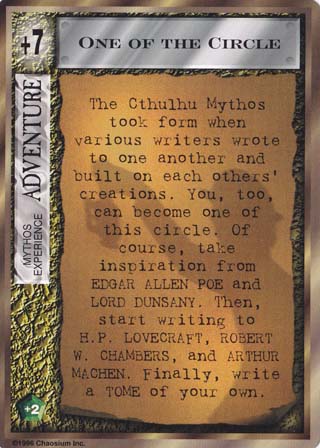 +7
ONE OF THE CIRCLE
MYTHOS
EXPERIENCE
ADVENTURE
The Cthulhu Mythos
took form when
various writers wrote
to one another and
built on each others'
creations. You, too,
can become one of
this circle. Of
course, take
inspiration from
EDGAR ALLEN POE and
LORD DUNSANY. Then,
start writing to
H.P. LOVECRAFT, ROBERT
W. CHAMBERS, and ARTHUR
MACHEN. Finally, write
a TOME of your own.
+2
©1996 Chaosium Inc.